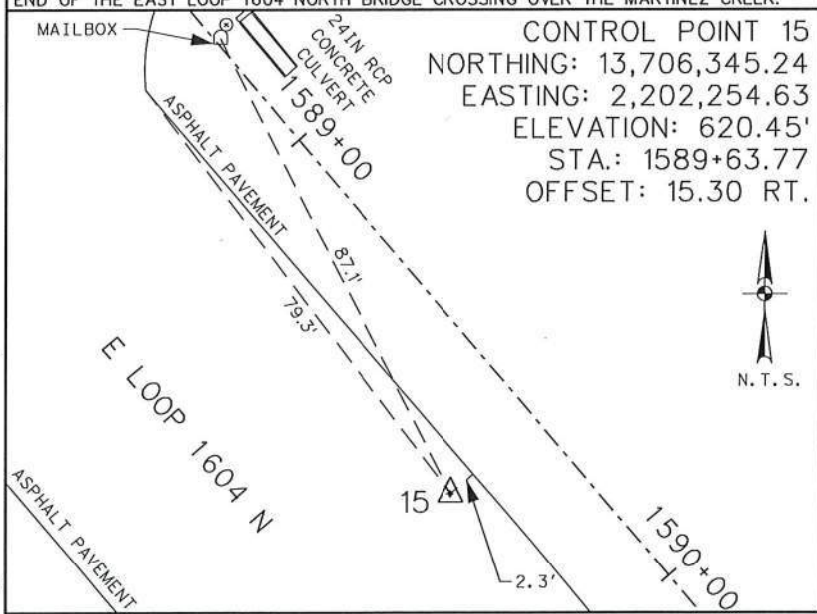 END OF THE EAST LOOP 1604 NORTH BRIDGE CROSSING OVER THE MARTINEZ CREEK.
MAILBOX
24IN RCP
CONCRETE
CULVERT
CONTROL POINT 15
NORTHING: 13,706,345.24
EASTING: 2,202,254.63
ELEVATION: 620.45'
STA.: 1589+63.77
OFFSET: 15.30 RT.
1589+00
ASPHALT PAVEMENT
87.1'
79.3'
N.T.S.
E LOOP 1604 N
15
ASPHALT PAVEMENT
2.3'
1590+00